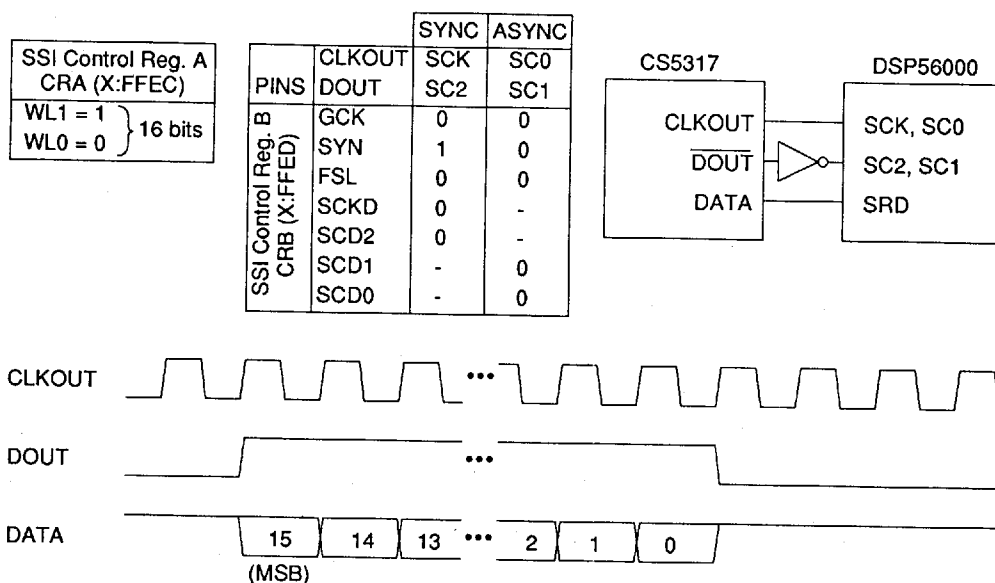 SSI Control Reg. A
CRA (X:FFEC)
WL1 = 1
WL0 = 0
16 bits
SYNC ASYNC
PINS CLKOUT SCK SC0
DOUT SC2 SC1
SSI Control Reg. B
CRB (X:FFED)
GCK 0 0
SYN 1 0
FSL 0 0
SCKD 0 -
SCD2 0 -
SCD1 - 0
SCD0 - 0
CS5317 DSP56000
CLKOUT SCK, SC0
DOUT SC2, SC1
DATA SRD
CLKOUT •••
DOUT •••
DATA 15 14 13 ••• 2 1 0
(MSB)